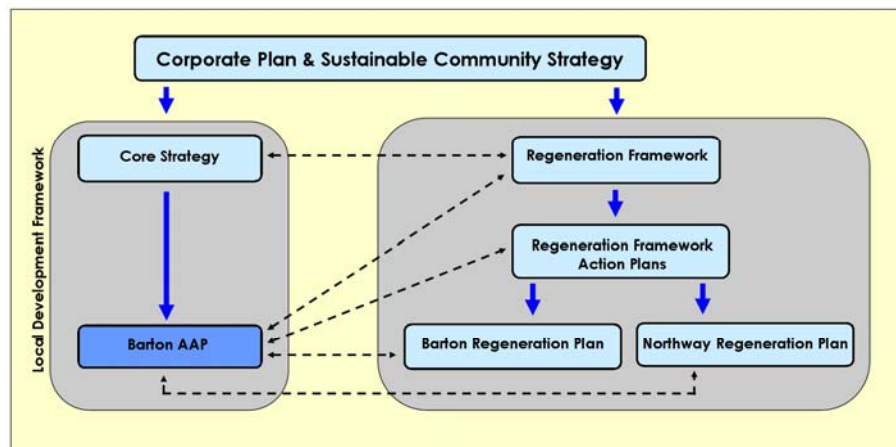 Corporate Plan & Sustainable Community Strategy
Local Development Framework
Core Strategy
Regeneration Framework
Regeneration Framework
Action Plans
Barton AAP
Barton Regeneration Plan
Northway Regeneration Plan